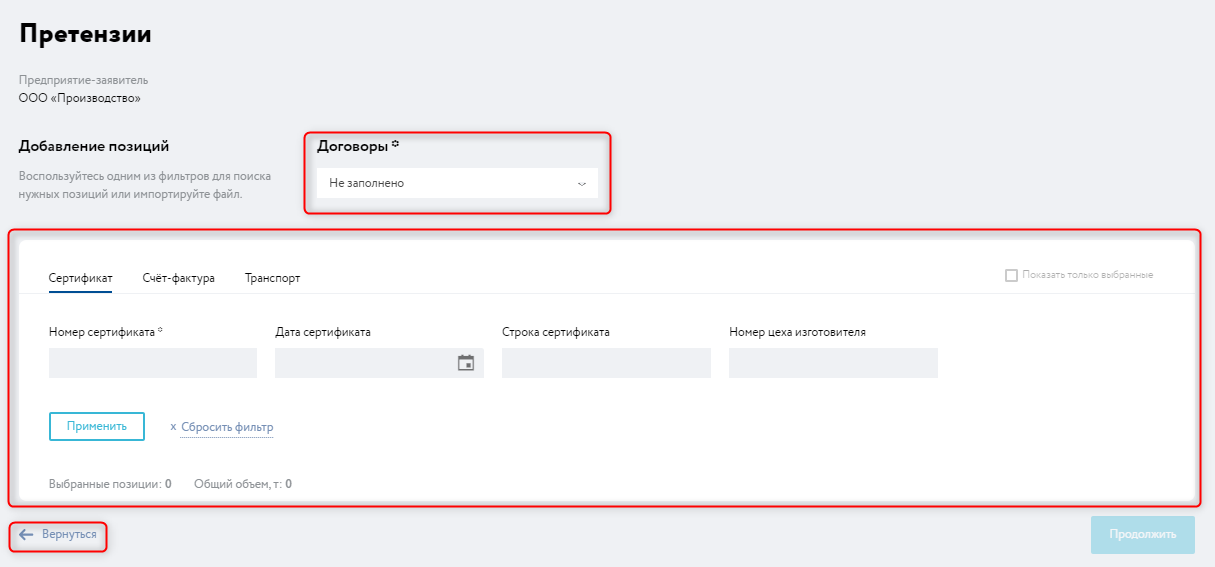 Претензии
Предприятие-заявитель
ООО «Производство»
Добавление позиций
Воспользуйтесь одним из фильтров для поиска
нужных позиций или импортируйте файл.
Договоры *
Не заполнено
Сертификат Счёт-фактура Транспорт Показать только выбранные
Номер сертификата * Дата сертификата Строка сертификата Номер цеха изготовителя
Применить x Сбросить фильтр
Выбранные позиции: 0 Общий объем, т: 0
← Вернуться Продолжить